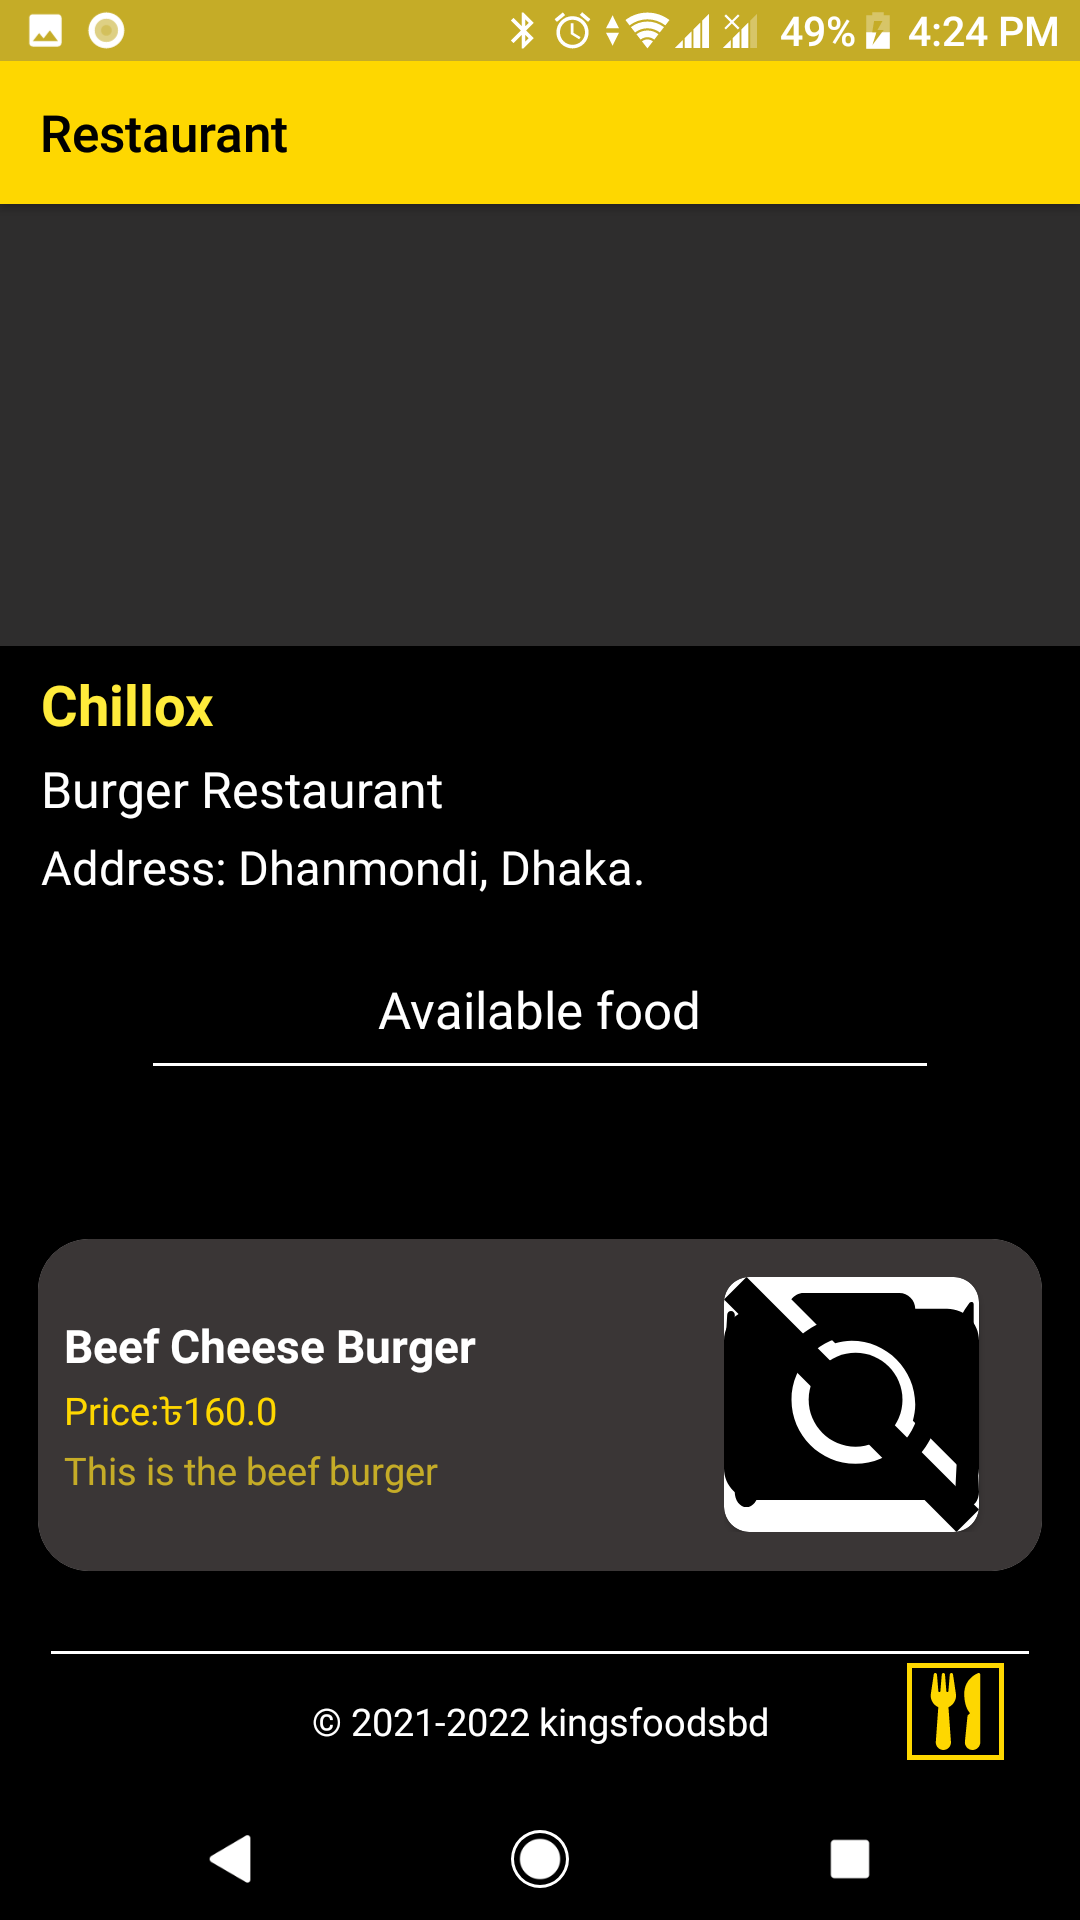 49% 4:24 PM
Restaurant
Chillox
Burger Restaurant
Address: Dhanmondi, Dhaka.
Available food
Beef Cheese Burger
Price:৳160.0
This is the beef burger
© 2021-2022 kingsfoodsbd